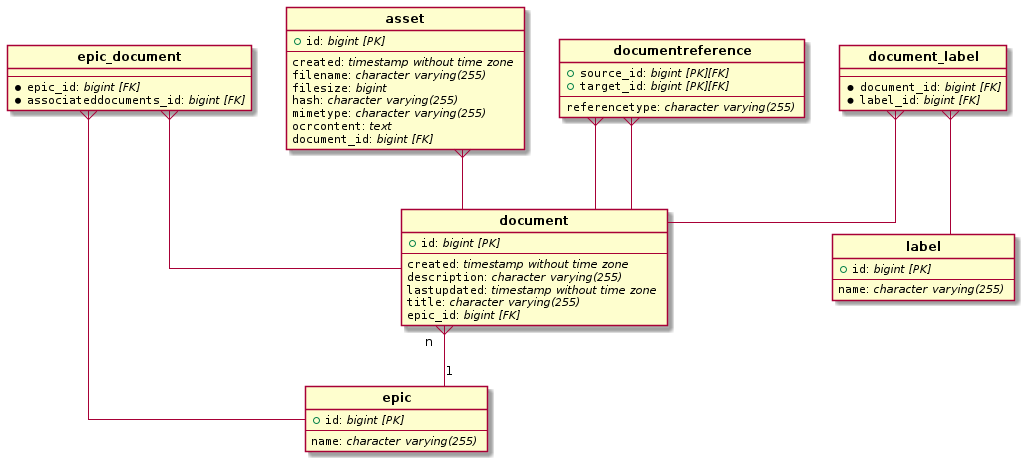 epic_document
epic_id: bigint [FK]
associateddocuments_id: bigint [FK]
asset
id: bigint [PK]
created: timestamp without time zone
filename: character varying(255)
filesize: bigint
hash: character varying(255)
mimetype: character varying(255)
ocrcontent: text
document_id: bigint [FK]
documentreference
source_id: bigint [PK][FK]
target_id: bigint [PK][FK]
referencetype: character varying(255)
document_label
document_id: bigint [FK]
label_id: bigint [FK]
document
id: bigint [PK]
created: timestamp without time zone
description: character varying(255)
lastupdated: timestamp without time zone
title: character varying(255)
epic_id: bigint [FK]
label
id: bigint [PK]
name: character varying(255)
n
1
epic
id: bigint [PK]
name: character varying(255)